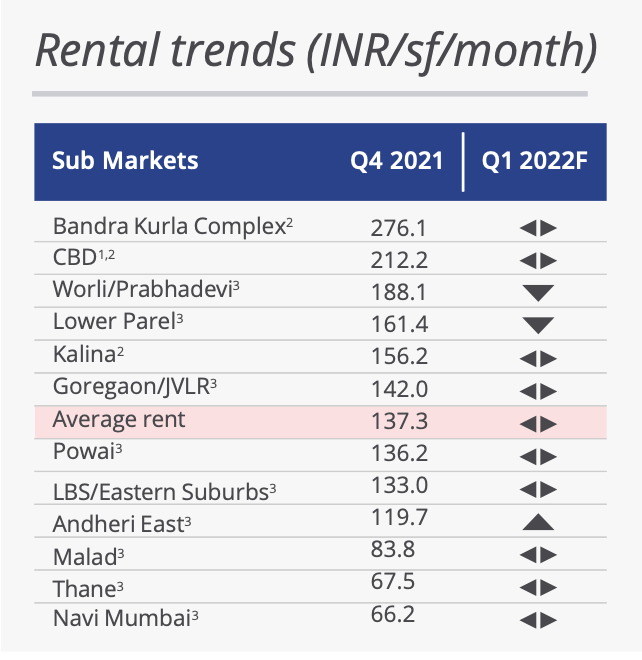 Rental trends (INR/sf/month)
Sub Markets Q4 2021 Q1 2022F
Bandra Kurla Complex² 276.1 ◀▶
CBD¹,² 212.2 ◀▶
Worli/Prabhadevi³ 188.1 ▼
Lower Parel³ 161.4 ▼
Kalina² 156.2 ◀▶
Goregaon/JVLR³ 142.0 ◀▶
Average rent 137.3 ◀▶
Powai³ 136.2 ◀▶
LBS/Eastern Suburbs³ 133.0 ◀▶
Andheri East³ 119.7 ▲
Malad³ 83.8 ◀▶
Thane³ 67.5 ◀▶
Navi Mumbai³ 66.2 ◀▶